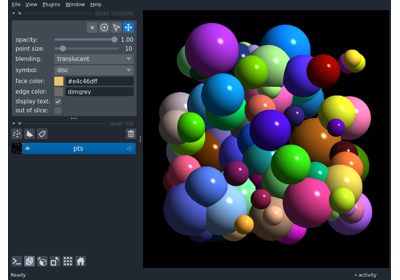 File View Plugins Window Help
layer controls
opacity: 1.00
point size: 10
blending: translucent
symbol: disc
face color: #e4c46dff
edge color: dimgrey
display text:
out of slice:
layer list
pts
Ready
activity